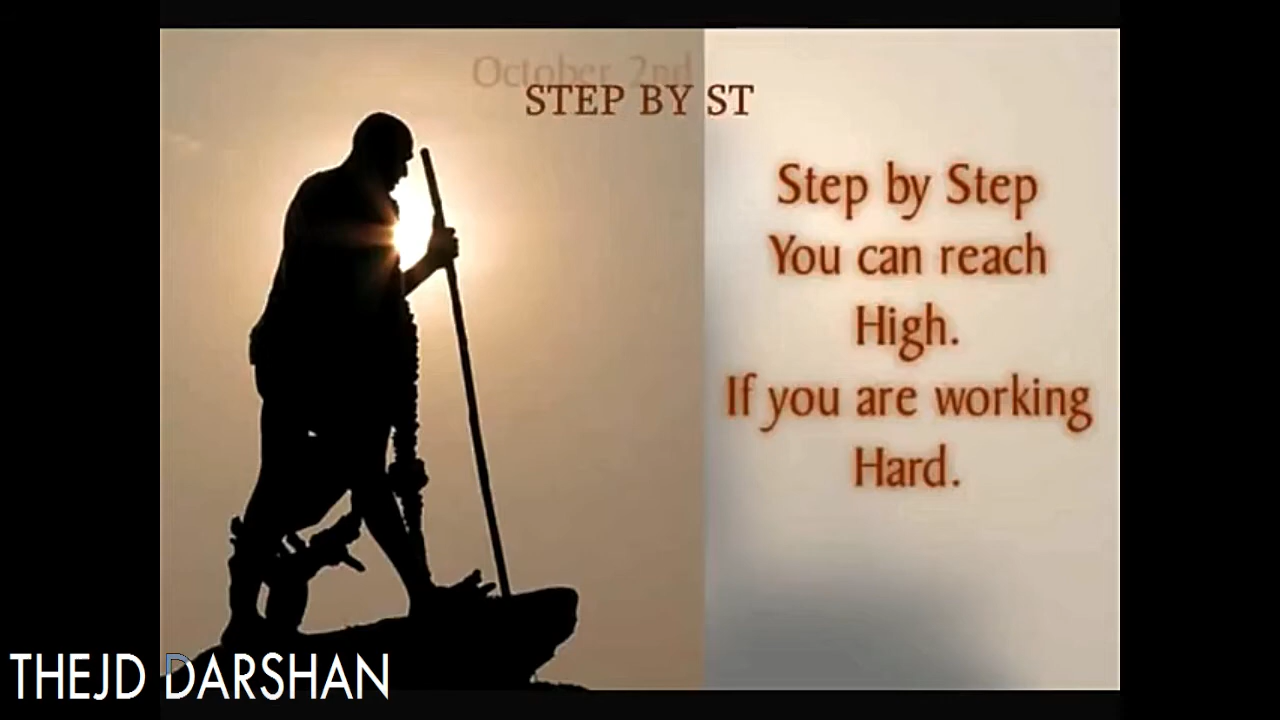 October 2nd
STEP BY ST
Step by Step
You can reach
High.
If you are working
Hard.
THEJD DARSHAN